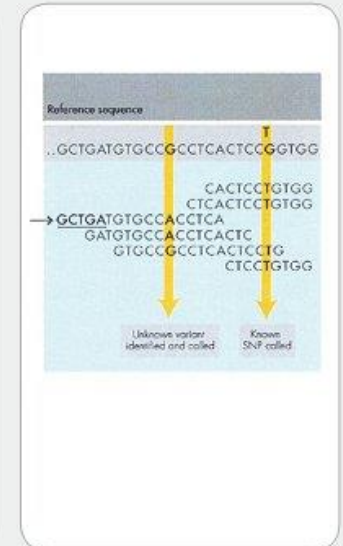 Reference sequence
T
..GCTGATGTGCCGCCTCACTCCGGTGG
CACTCCTGTGG
CTCACTCCTGTGG
GCTGATGTGCCACCTCA
GATGTGCCACCTCACTC
GTGCCGCCTCACTCCTG
CTCCTGTGG
Unknown variant
identified and called
Known
SNP called